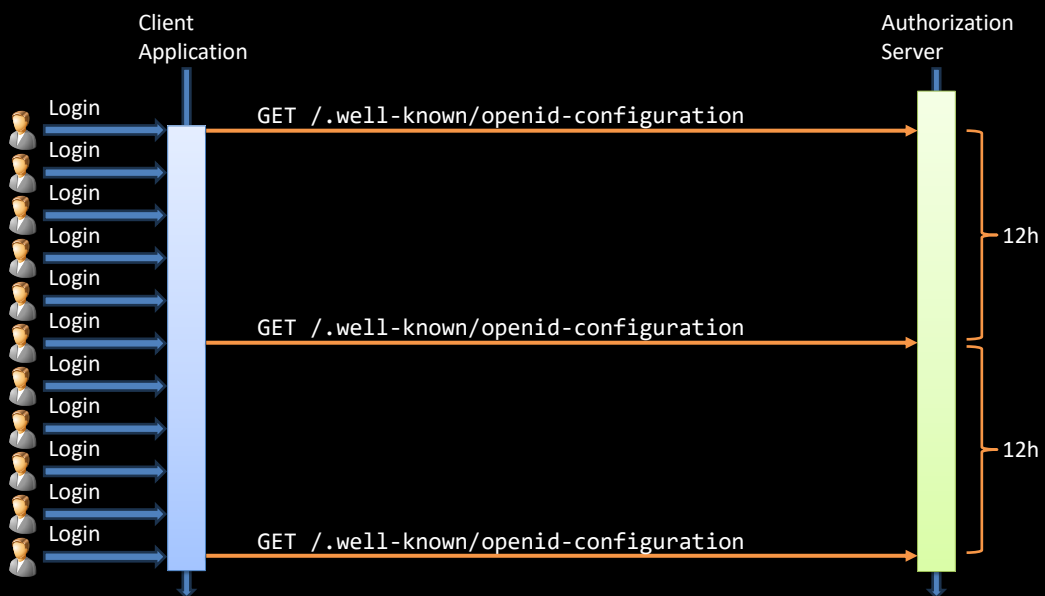 Client
Application
Authorization
Server
Login
GET /.well-known/openid-configuration
Login
Login
Login
12h
Login
Login
GET /.well-known/openid-configuration
Login
Login
Login
12h
Login
Login
GET /.well-known/openid-configuration